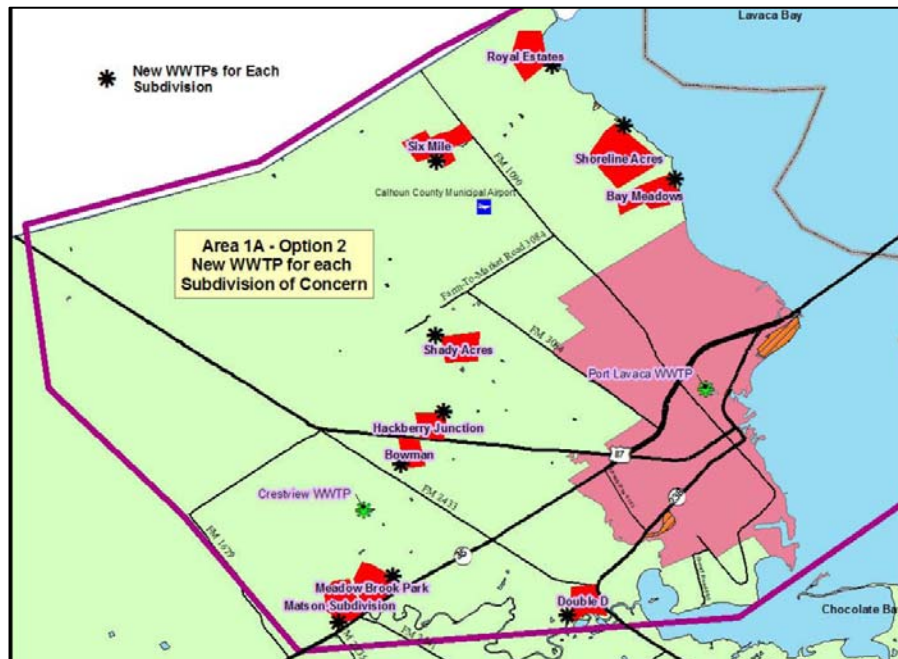 Lavaca Bay
New WWTPs for Each
Subdivision
Royal Estates
Six Mile
FM 1090
Shoreline Acres
Bay Meadows
Calhoun County Municipal Airport
Area 1A - Option 2
New WWTP for each
Subdivision of Concern
Farm-To-Market Road 3084
FM 3084
Shady Acres
Port Lavaca WWTP
Hackberry Junction
87
Bowman
Crestview WWTP
FM 2433
FM 1679
35
Meadow Brook Park
Matson Subdivision
Double D
Chocolate Ba